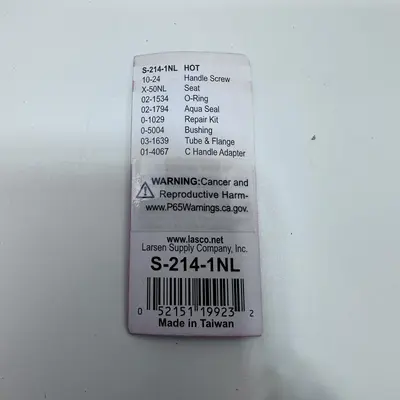 S-214-1NL HOT
10-24 Handle Screw
X-50NL Seat
02-1534 O-Ring
02-1794 Aqua Seal
0-1029 Repair Kit
0-5004 Bushing
03-1639 Tube & Flange
01-4067 C Handle Adapter
WARNING:Cancer and
Reproductive Harm-
www.P65Warnings.ca.gov.
www.lasco.net
Larsen Supply Company, Inc.
S-214-1NL
0 52151 19923 2
Made in Taiwan